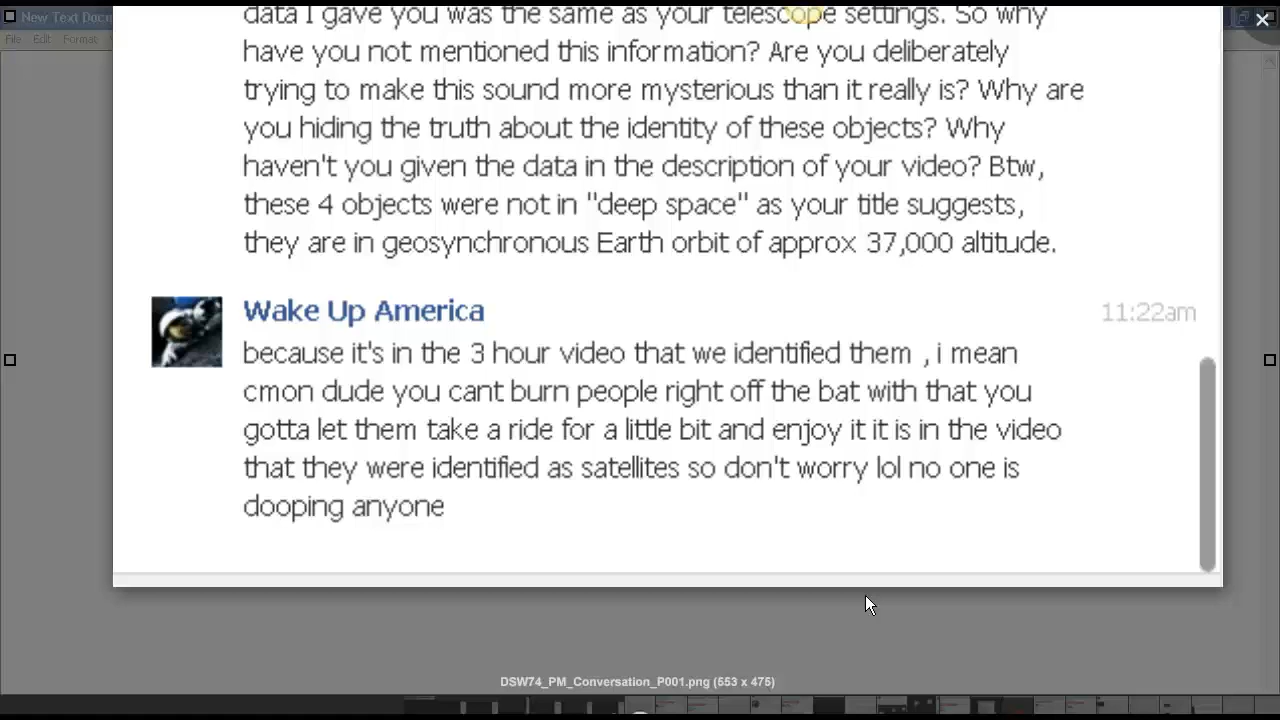 New Text Docu
File Edit Format
data I gave you was the same as your telescope settings. So why
have you not mentioned this information? Are you deliberately
trying to make this sound more mysterious than it really is? Why are
you hiding the truth about the identity of these objects? Why
haven't you given the data in the description of your video? Btw,
these 4 objects were not in "deep space" as your title suggests,
they are in geosynchronous Earth orbit of approx 37,000 altitude.
Wake Up America 11:22am
because it's in the 3 hour video that we identified them , i mean
cmon dude you cant burn people right off the bat with that you
gotta let them take a ride for a little bit and enjoy it it is in the video
that they were identified as satellites so don't worry lol no one is
dooping anyone
DSW74_PM_Conversation_P001.png (553 x 475)